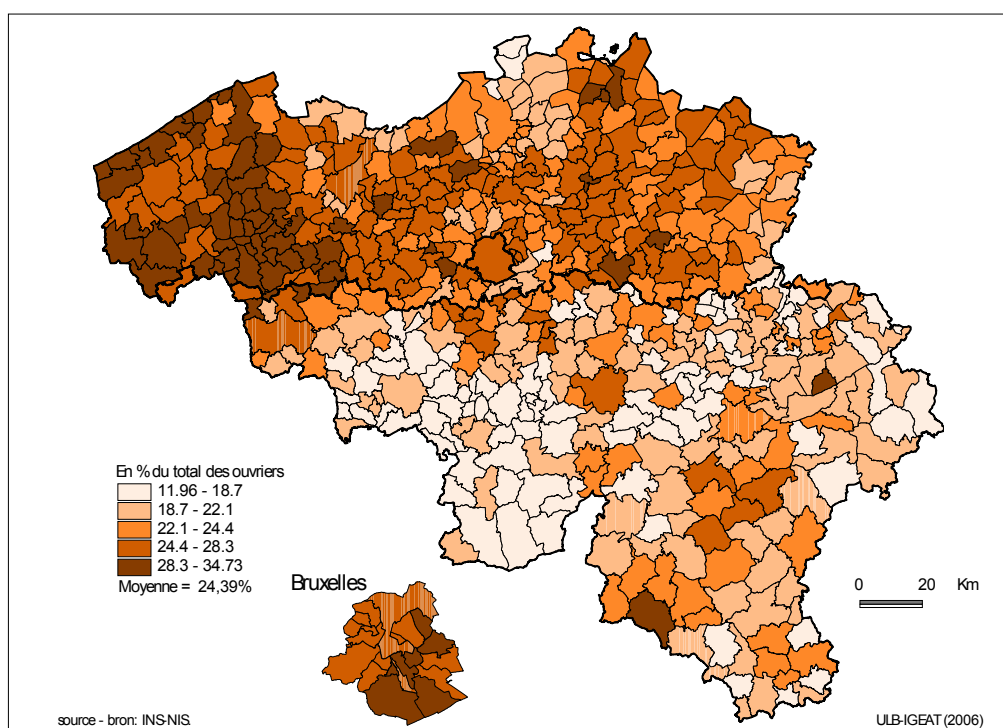 En % du total des ouvriers
11.96 - 18.7
18.7 - 22.1
22.1 - 24.4
24.4 - 28.3
28.3 - 34.73
Moyenne = 24,39%
Bruxelles
0 20 Km
source - bron: INS-NIS.
ULB-IGEAT (2006)